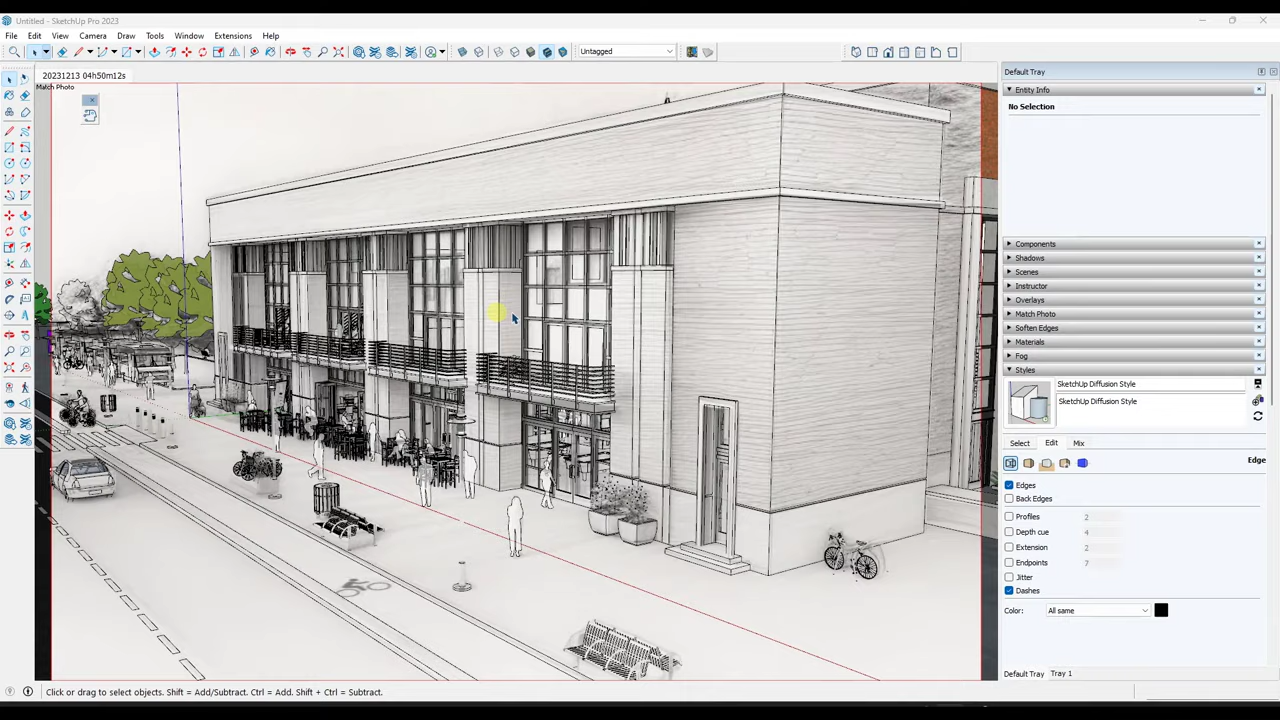 Untitled - SketchUp Pro 2023
File Edit View Camera Draw Tools Window Extensions Help
Untagged
20231213 04h50m12s
Match Photo
Default Tray
Entity Info
No Selection
Components
Shadows
Scenes
Instructor
Overlays
Match Photo
Soften Edges
Materials
Fog
Styles
SketchUp Diffusion Style
SketchUp Diffusion Style
Select Edit Mix
Edge
Edges
Back Edges
Profiles 2
Depth cue 4
Extension 2
Endpoints 7
Jitter
Dashes
Color: All same
Default Tray Tray 1
Click or drag to select objects. Shift = Add/Subtract. Ctrl = Add. Shift + Ctrl = Subtract.